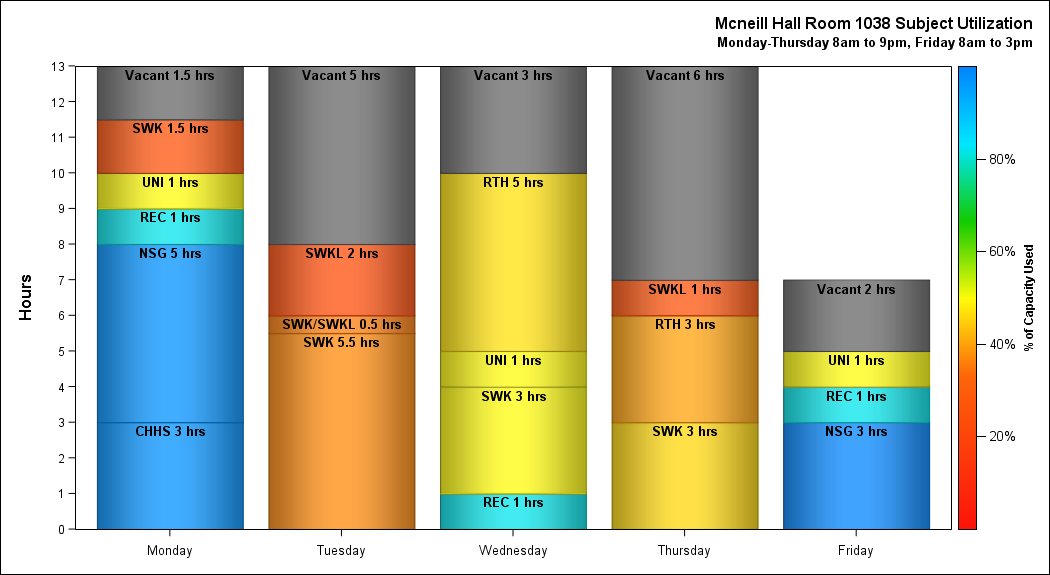 Mcneill Hall Room 1038 Subject Utilization
Monday-Thursday 8am to 9pm, Friday 8am to 3pm
Hours
13
12
11
10
9
8
7
6
5
4
3
2
1
0
Vacant 1.5 hrs
SWK 1.5 hrs
UNI 1 hrs
REC 1 hrs
NSG 5 hrs
CHHS 3 hrs
Vacant 5 hrs
SWKL 2 hrs
SWK/SWKL 0.5 hrs
SWK 5.5 hrs
Vacant 3 hrs
RTH 5 hrs
UNI 1 hrs
SWK 3 hrs
REC 1 hrs
Vacant 6 hrs
SWKL 1 hrs
RTH 3 hrs
SWK 3 hrs
Vacant 2 hrs
UNI 1 hrs
REC 1 hrs
NSG 3 hrs
Monday
Tuesday
Wednesday
Thursday
Friday
80%
60%
40%
20%
% of Capacity Used